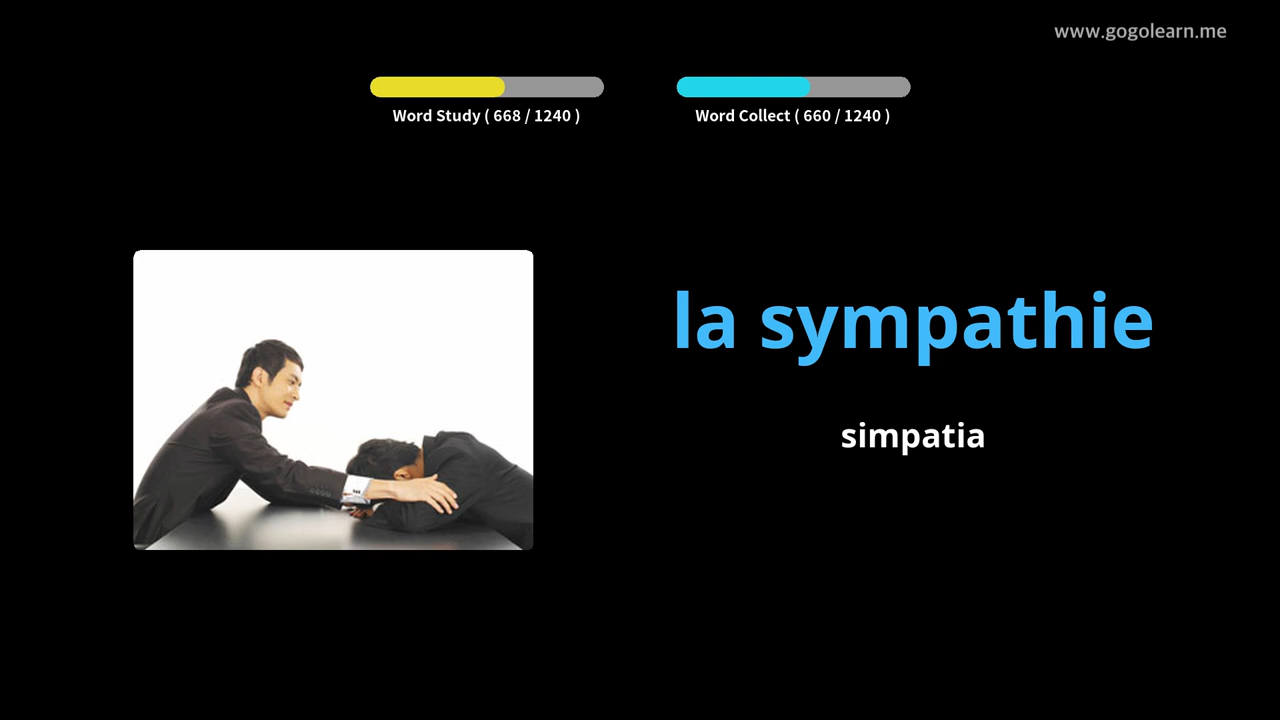 www.gogolearn.me
Word Study ( 668 / 1240 )
Word Collect ( 660 / 1240 )
la sympathie
simpatia